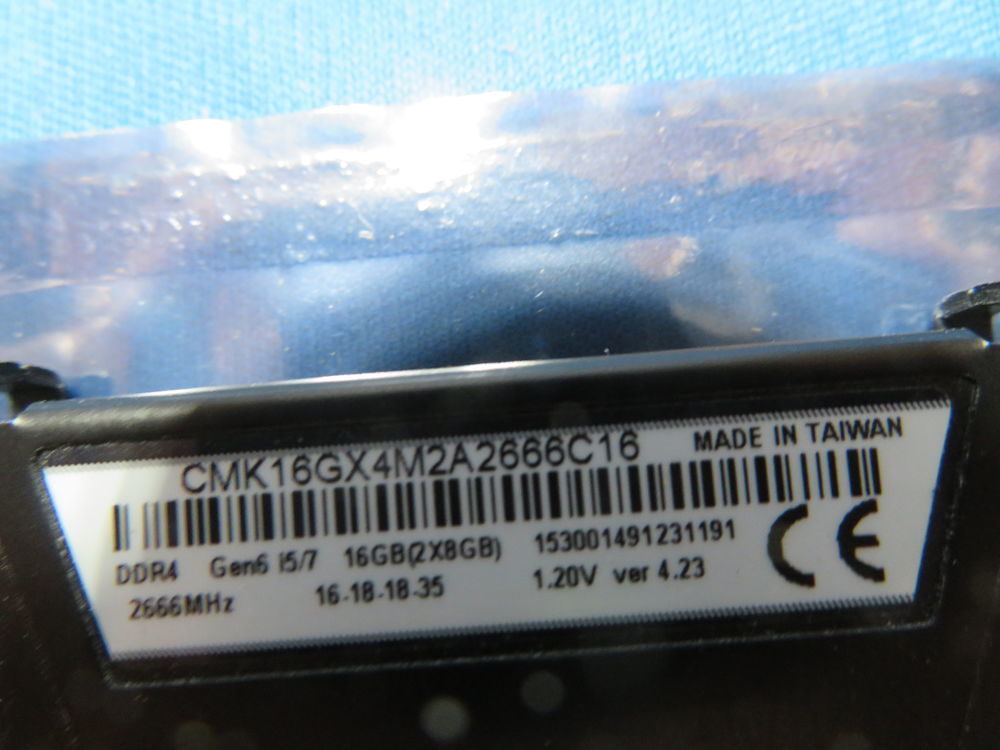 CMK16GX4M2A2666C16 MADE IN TAIWAN
DDR4 Gen6 i5/7 16GB(2X8GB) 153001491231191
2666MHz 16-18-18-35 1.20V ver 4.23
CE